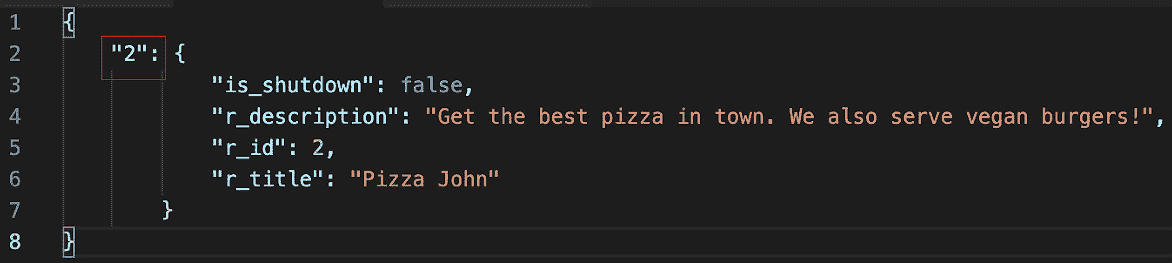 1 {
2 "2": {
3 "is_shutdown": false,
4 "r_description": "Get the best pizza in town. We also serve vegan burgers!",
5 "r_id": 2,
6 "r_title": "Pizza John"
7 }
8 }